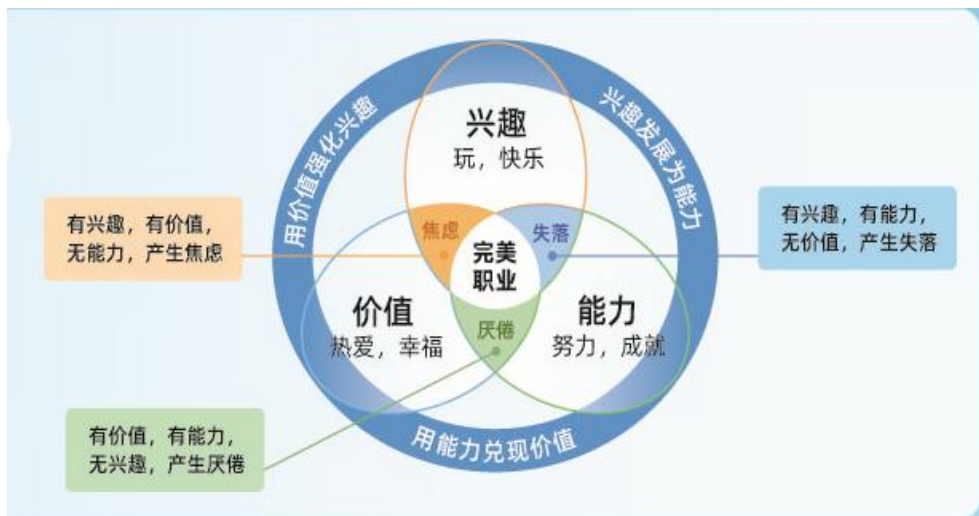 用价值强化兴趣
兴趣发展为能力
兴趣
玩，快乐
有兴趣，有价值，
无能力，产生焦虑
焦虑
失落
有兴趣，有能力，
无价值，产生失落
完美
职业
价值
热爱，幸福
能力
努力，成就
厌倦
有价值，有能力，
无兴趣，产生厌倦
用能力兑现价值